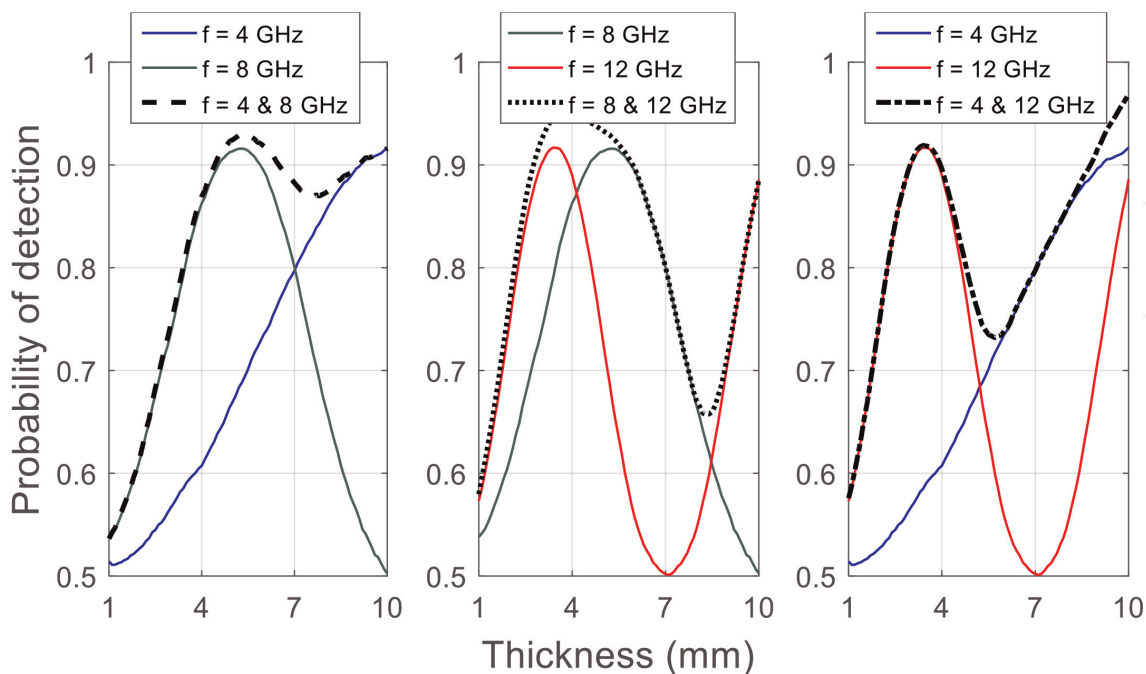 f = 4 GHz
f = 8 GHz
f = 4 & 8 GHz
f = 8 GHz
f = 12 GHz
f = 8 & 12 GHz
f = 4 GHz
f = 12 GHz
f = 4 & 12 GHz
Probability of detection
1
0.9
0.8
0.7
0.6
0.5
1
4
7
10
1
0.9
0.8
0.7
0.6
0.5
1
4
7
10
1
0.9
0.8
0.7
0.6
0.5
1
4
7
10
Thickness (mm)